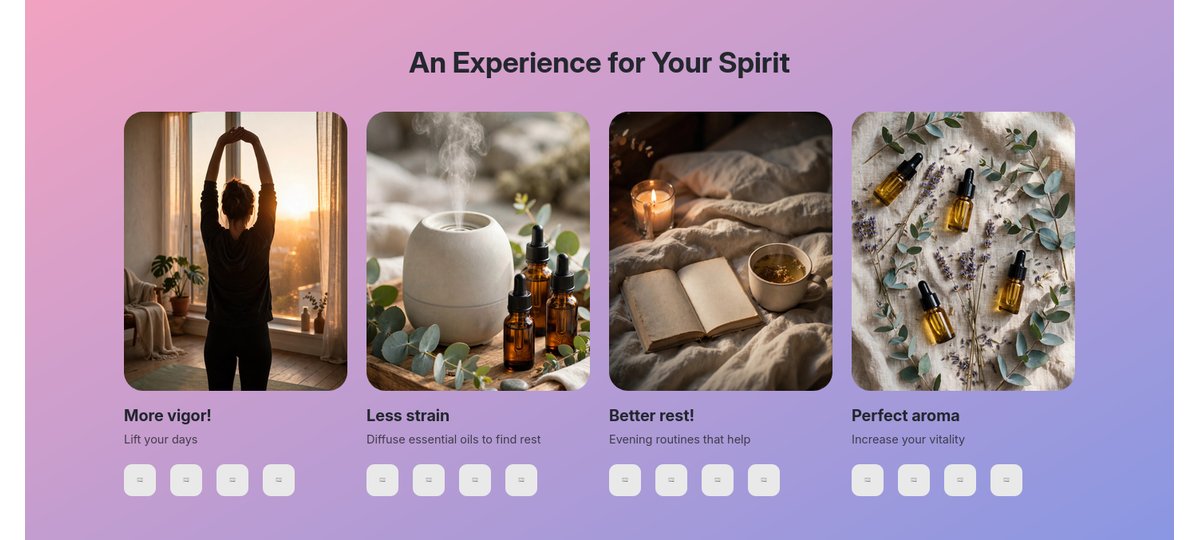 An Experience for Your Spirit
More vigor!
Lift your days
Less strain
Diffuse essential oils to find rest
Better rest!
Evening routines that help
Perfect aroma
Increase your vitality